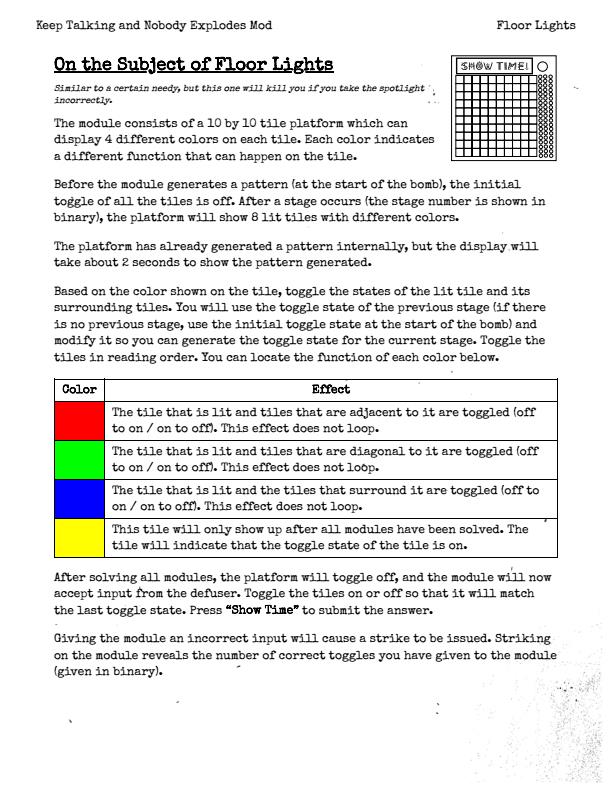 Keep Talking and Nobody Explodes Mod
Floor Lights
On the Subject of Floor Lights
SHOW TIME!
Similar to a certain needy, but this one will kill you if you take the spotlight
incorrectly.
The module consists of a 10 by 10 tile platform which can
display 4 different colors on each tile. Each color indicates
a different function that can happen on the tile.
Before the module generates a pattern (at the start of the bomb), the initial
toggle of all the tiles is off. After a stage occurs (the stage number is shown in
binary), the platform will show 8 lit tiles with different colors.
The platform has already generated a pattern internally, but the display will
take about 2 seconds to show the pattern generated.
Based on the color shown on the tile, toggle the states of the lit tile and its
surrounding tiles. You will use the toggle state of the previous stage (if there
is no previous stage, use the initial toggle state at the start of the bomb) and
modify it so you can generate the toggle state for the current stage. Toggle the
tiles in reading order. You can locate the function of each color below.
Color Effect
The tile that is lit and tiles that are adjacent to it are toggled (off
to on / on to off). This effect does not loop.
The tile that is lit and tiles that are diagonal to it are toggled (off
to on / on to off). This effect does not loop.
The tile that is lit and the tiles that surround it are toggled (off to
on / on to off). This effect does not loop.
This tile will only show up after all modules have been solved. The
tile will indicate that the toggle state of the tile is on.
After solving all modules, the platform will toggle off, and the module will now
accept input from the defuser. Toggle the tiles on or off so that it will match
the last toggle state. Press “Show Time” to submit the answer.
Giving the module an incorrect input will cause a strike to be issued. Striking
on the module reveals the number of correct toggles you have given to the module
(given in binary).